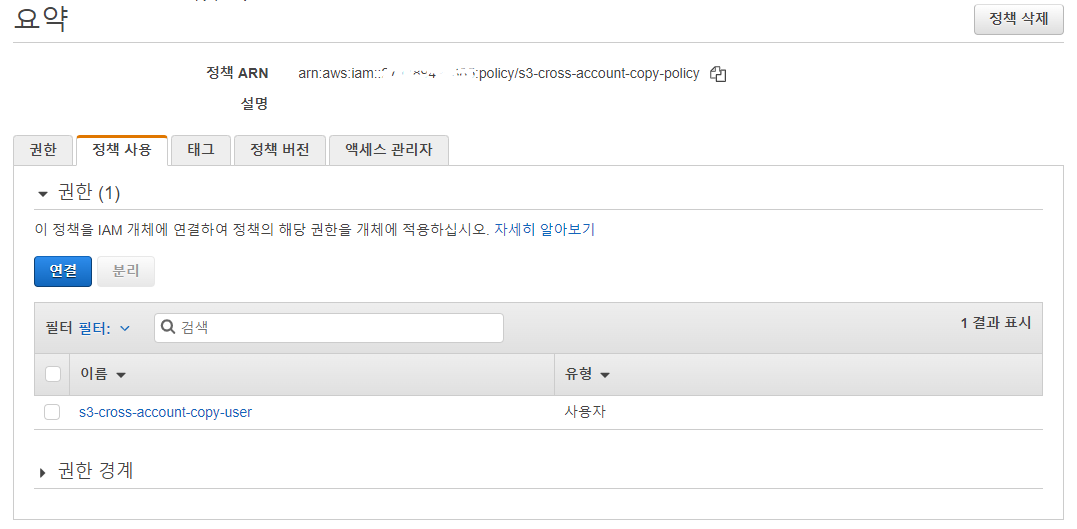 요약
정책 삭제
정책 ARN arn:aws:iam:: :policy/s3-cross-account-copy-policy
설명
권한 정책 사용 태그 정책 버전 액세스 관리자
권한 (1)
이 정책을 IAM 개체에 연결하여 정책의 해당 권한을 개체에 적용하십시오. 자세히 알아보기
연결 분리
필터 필터: 검색 1 결과 표시
이름 유형
s3-cross-account-copy-user 사용자
권한 경계